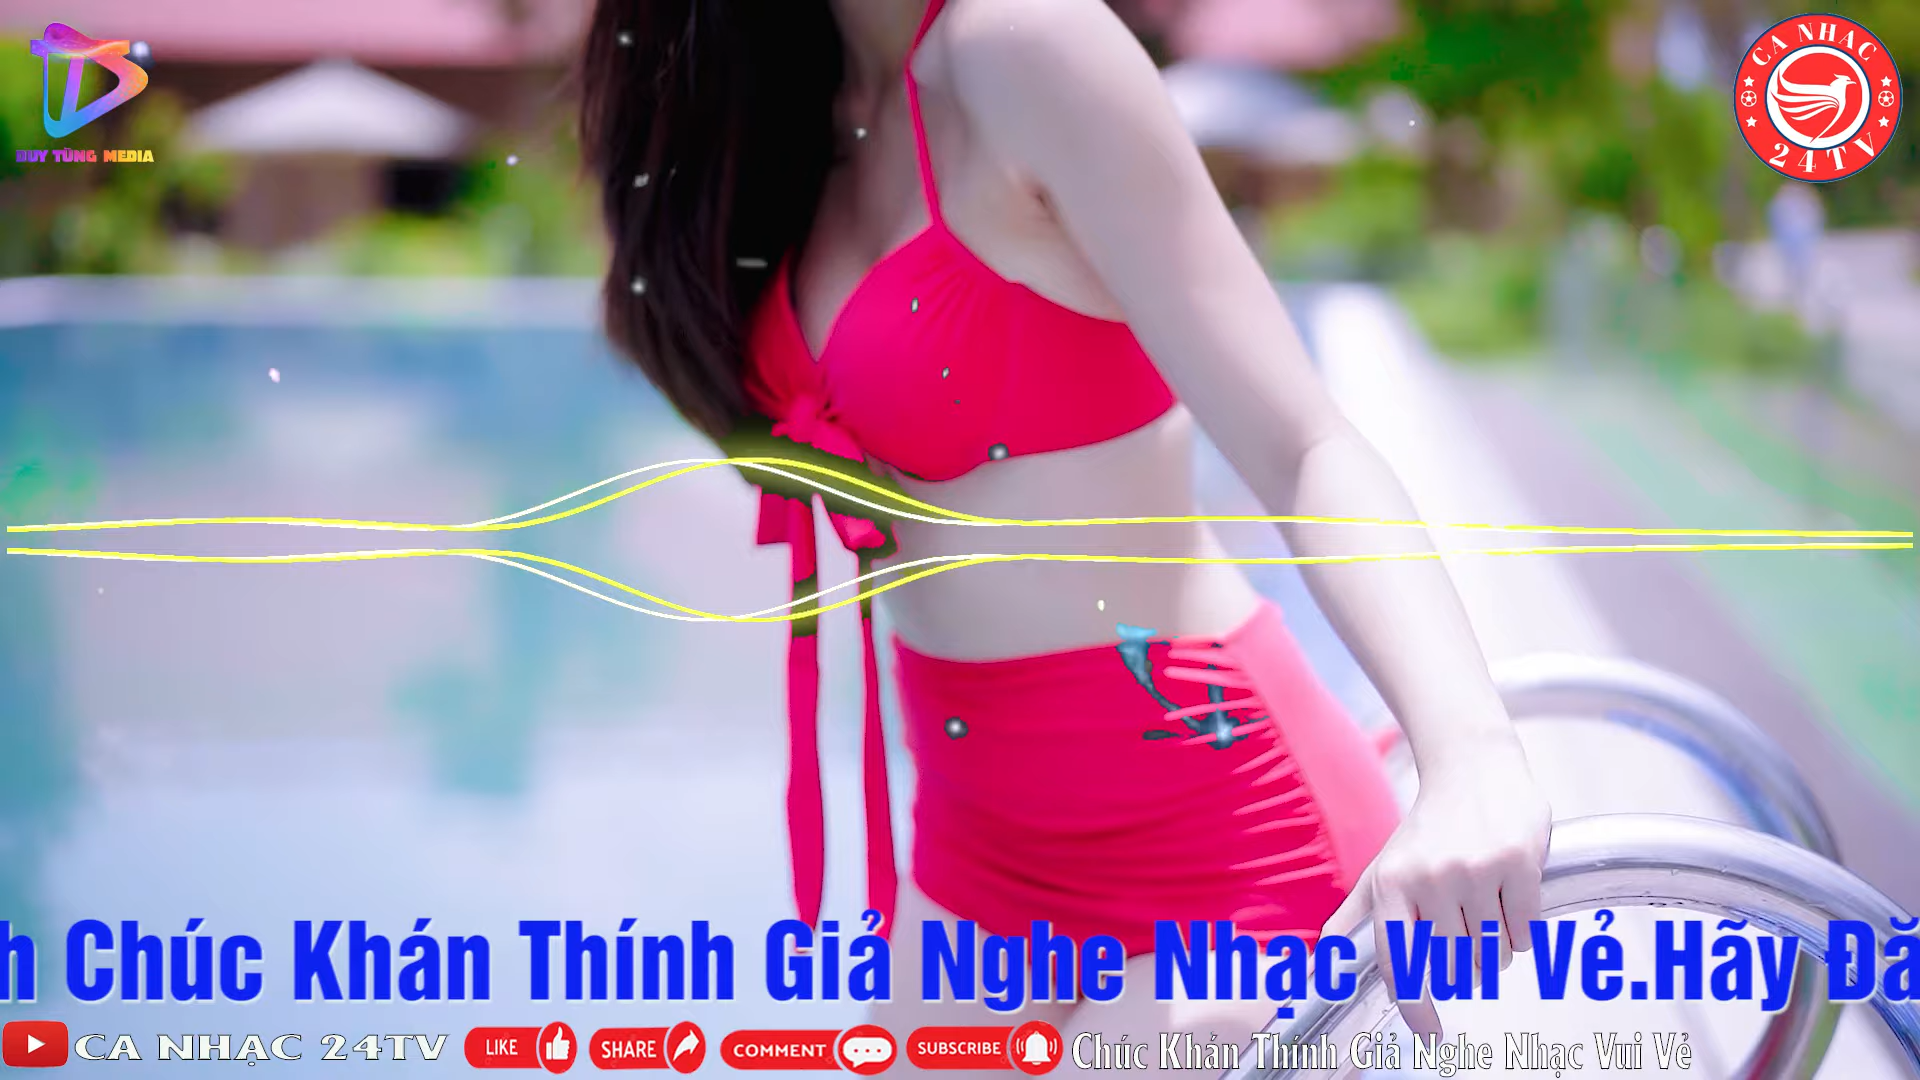 DUY TÙNG MEDIA
CA NHẠC
24TV
h Chúc Khán Thính Giả Nghe Nhạc Vui Vẻ.Hãy Đă
CA NHẠC 24TV
LIKE
SHARE
COMMENT
SUBSCRIBE
Chúc Khán Thính Giả Nghe Nhạc Vui Vẻ